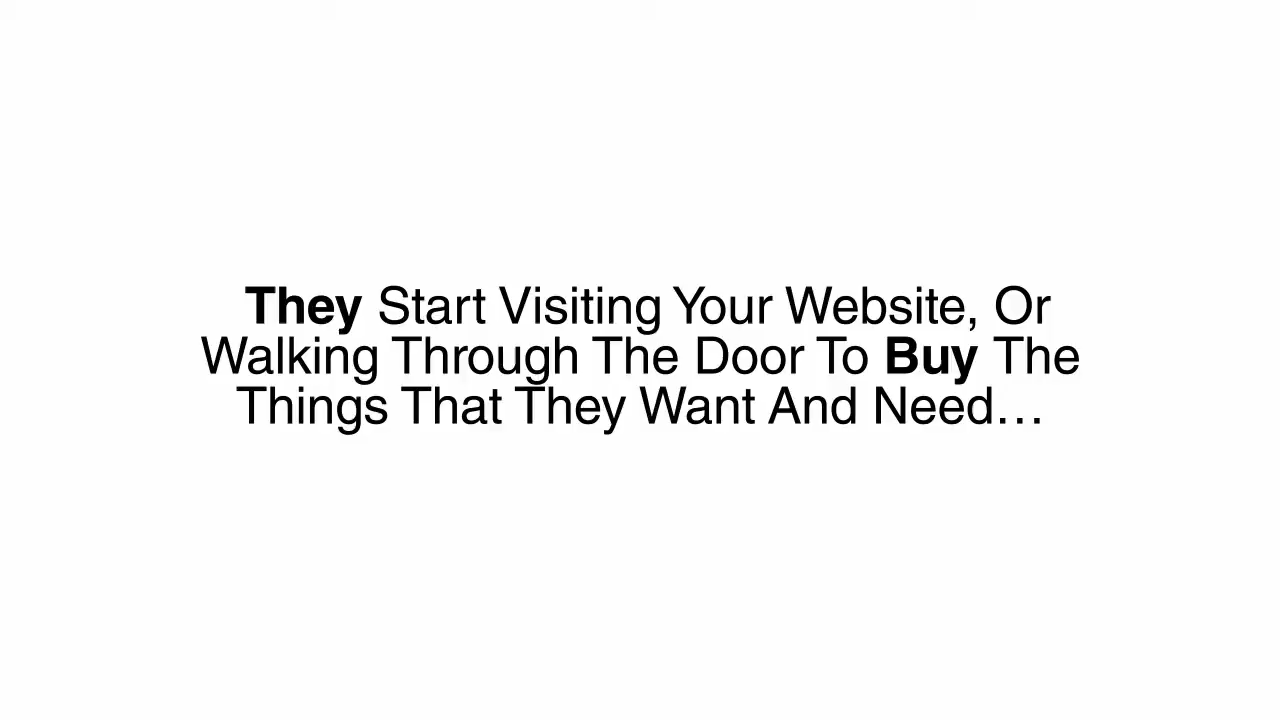 They Start Visiting Your Website, Or
Walking Through The Door To Buy The
Things That They Want And Need…